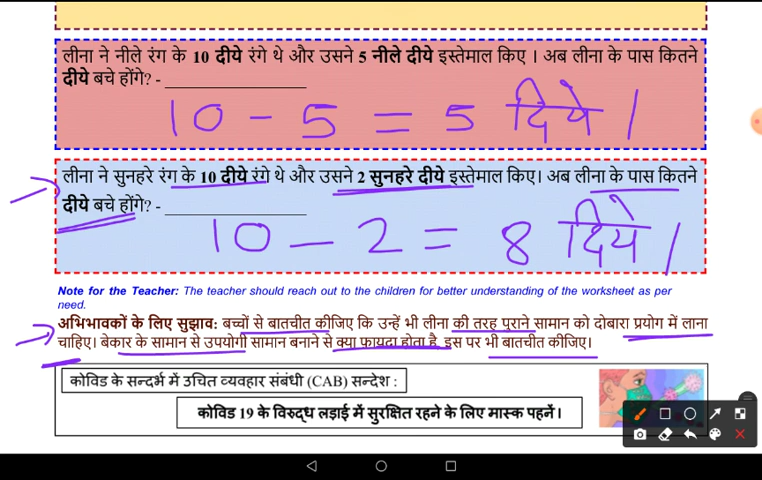 लीना ने नीले रंग के 10 दीये रंगे थे और उसने 5 नीले दीये इस्तेमाल किए । अब लीना के पास कितने
दीये बचे होंगे? - ____________________
10 - 5 = 5 दिये /
लीना ने सुनहरे रंग के 10 दीये रंगे थे और उसने 2 सुनहरे दीये इस्तेमाल किए। अब लीना के पास कितने
दीये बचे होंगे? - ____________________
10 - 2 = 8 दिये /
Note for the Teacher: The teacher should reach out to the children for better understanding of the worksheet as per
need.
अभिभावकों के लिए सुझाव: बच्चों से बातचीत कीजिए कि उन्हें भी लीना की तरह पुराने सामान को दोबारा प्रयोग में लाना
चाहिए। बेकार के सामान से उपयोगी सामान बनाने से क्या फायदा होता है, इस पर भी बातचीत कीजिए।
कोविड के सन्दर्भ में उचित व्यवहार संबंधी (CAB) सन्देश :
कोविड 19 के विरुद्ध लड़ाई में सुरक्षित रहने के लिए मास्क पहनें।